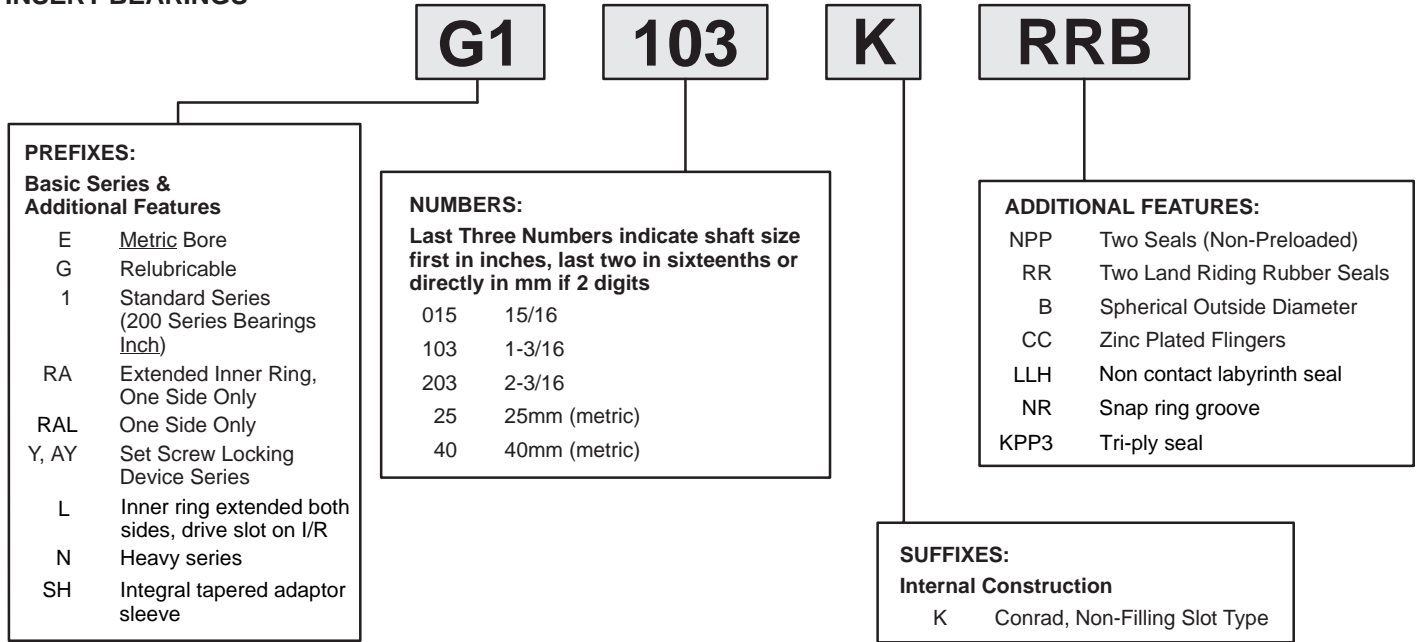 INSERT BEARINGS
G1 103 K RRB
PREFIXES:
Basic Series &
Additional Features
E Metric Bore
G Relubricable
1 Standard Series
(200 Series Bearings
Inch)
RA Extended Inner Ring,
One Side Only
RAL One Side Only
Y, AY Set Screw Locking
Device Series
L Inner ring extended both
sides, drive slot on I/R
N Heavy series
SH Integral tapered adaptor
sleeve
NUMBERS:
Last Three Numbers indicate shaft size
first in inches, last two in sixteenths or
directly in mm if 2 digits
015 15/16
103 1-3/16
203 2-3/16
25 25mm (metric)
40 40mm (metric)
ADDITIONAL FEATURES:
NPP Two Seals (Non-Preloaded)
RR Two Land Riding Rubber Seals
B Spherical Outside Diameter
CC Zinc Plated Flingers
LLH Non contact labyrinth seal
NR Snap ring groove
KPP3 Tri-ply seal
SUFFIXES:
Internal Construction
K Conrad, Non-Filling Slot Type